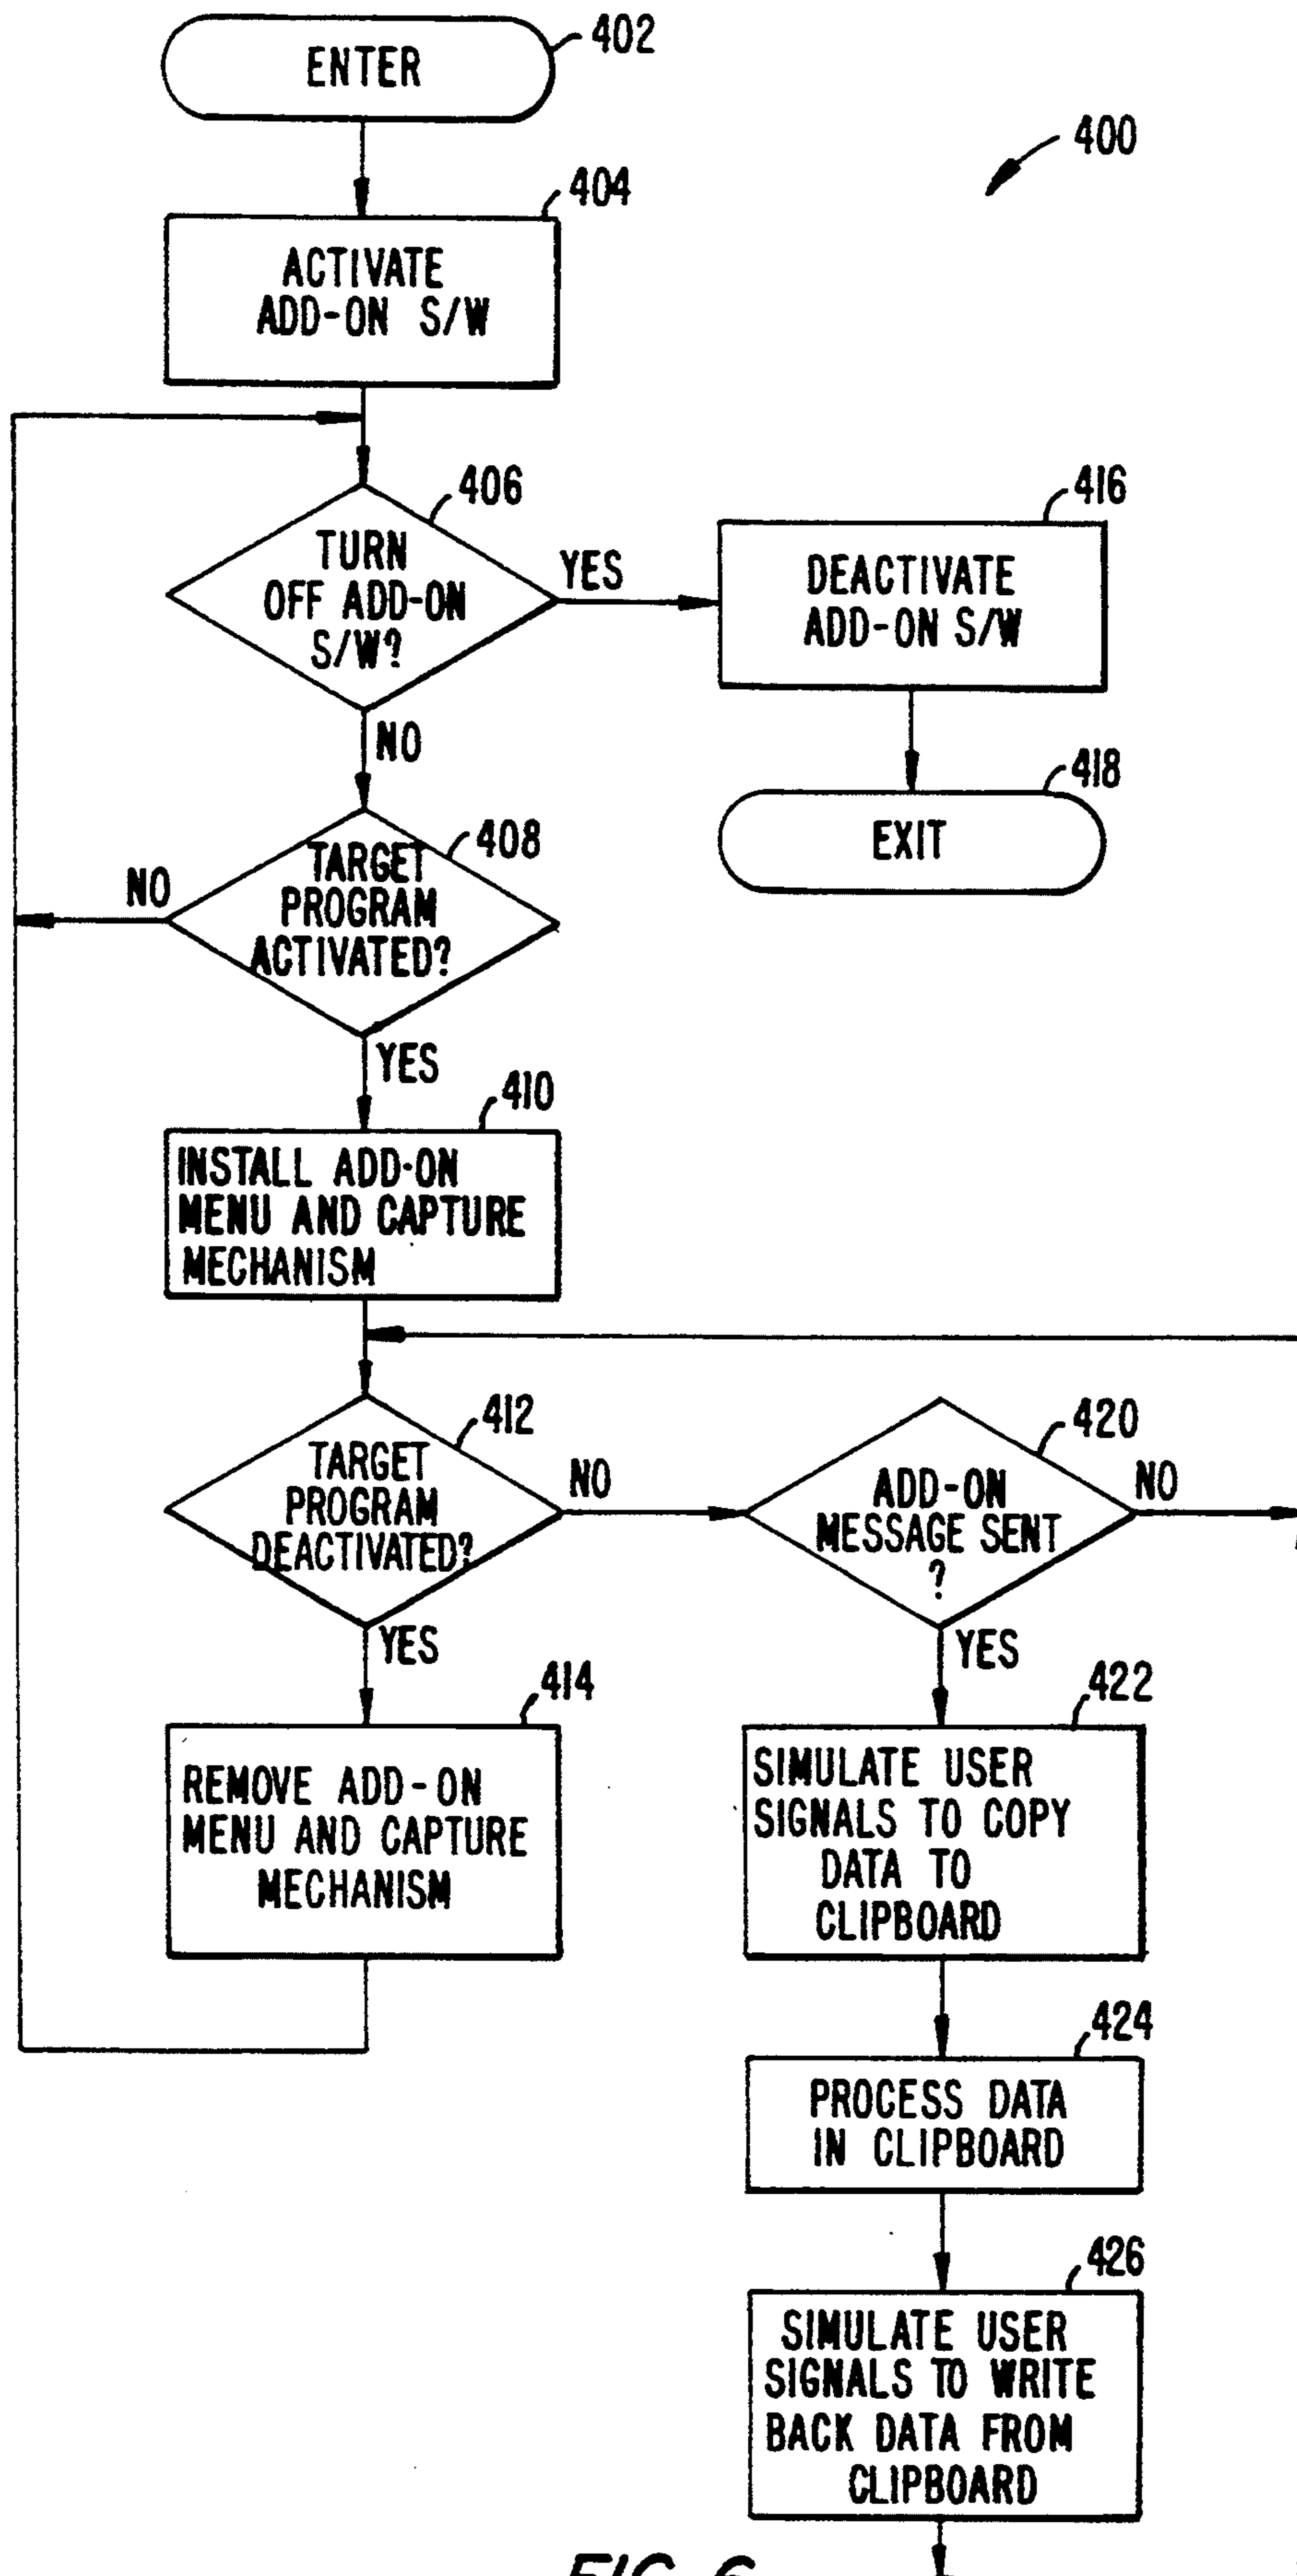 ENTER
402
400
404
ACTIVATE
ADD-ON S/W
406
TURN
OFF ADD-ON
S/W?
YES
416
DEACTIVATE
ADD-ON S/W
NO
418
EXIT
408
TARGET
PROGRAM
ACTIVATED?
NO
YES
410
INSTALL ADD-ON
MENU AND CAPTURE
MECHANISM
412
TARGET
PROGRAM
DEACTIVATED?
NO
420
ADD-ON
MESSAGE SENT
?
NO
YES
YES
414
REMOVE ADD-ON
MENU AND CAPTURE
MECHANISM
422
SIMULATE USER
SIGNALS TO COPY
DATA TO
CLIPBOARD
424
PROCESS DATA
IN CLIPBOARD
426
SIMULATE USER
SIGNALS TO WRITE
BACK DATA FROM
CLIPBOARD
FIG. 6